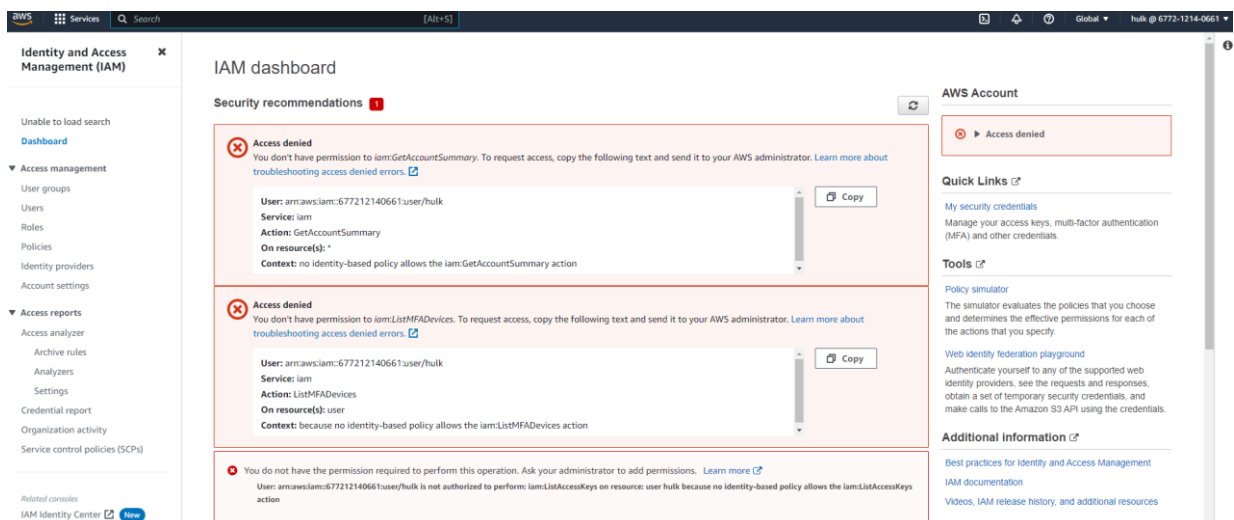 aws
Services
Search
[Alt+S]
Global
hulk @ 6772-1214-0661
Identity and Access
Management (IAM)
Unable to load search
Dashboard
Access management
User groups
Users
Roles
Policies
Identity providers
Account settings
Access reports
Access analyzer
Archive rules
Analyzers
Settings
Credential report
Organization activity
Service control policies (SCPs)
Related consoles
IAM Identity Center New
IAM dashboard
Security recommendations 1
Access denied
You don't have permission to iam:GetAccountSummary. To request access, copy the following text and send it to your AWS administrator. Learn more about
troubleshooting access denied errors.
User: arn:aws:iam::677212140661:user/hulk
Service: iam
Action: GetAccountSummary
On resource(s): *
Context: no identity-based policy allows the iam:GetAccountSummary action
Copy
Access denied
You don't have permission to iam:ListMFADevices. To request access, copy the following text and send it to your AWS administrator. Learn more about
troubleshooting access denied errors.
User: arn:aws:iam::677212140661:user/hulk
Service: iam
Action: ListMFADevices
On resource(s): user
Context: because no identity-based policy allows the iam:ListMFADevices action
Copy
You do not have the permission required to perform this operation. Ask your administrator to add permissions. Learn more
User: arn:aws:iam::677212140661:user/hulk is not authorized to perform: iam:ListAccessKeys on resource: user hulk because no identity-based policy allows the iam:ListAccessKeys
action
AWS Account
Access denied
Quick Links
My security credentials
Manage your access keys, multi-factor authentication
(MFA) and other credentials.
Tools
Policy simulator
The simulator evaluates the policies that you choose
and determines the effective permissions for each of
the actions that you specify.
Web identity federation playground
Authenticate yourself to any of the supported web
identity providers, see the requests and responses,
obtain a set of temporary security credentials, and
make calls to the Amazon S3 API using the credentials.
Additional information
Best practices for Identity and Access Management
IAM documentation
Videos, IAM release history, and additional resources